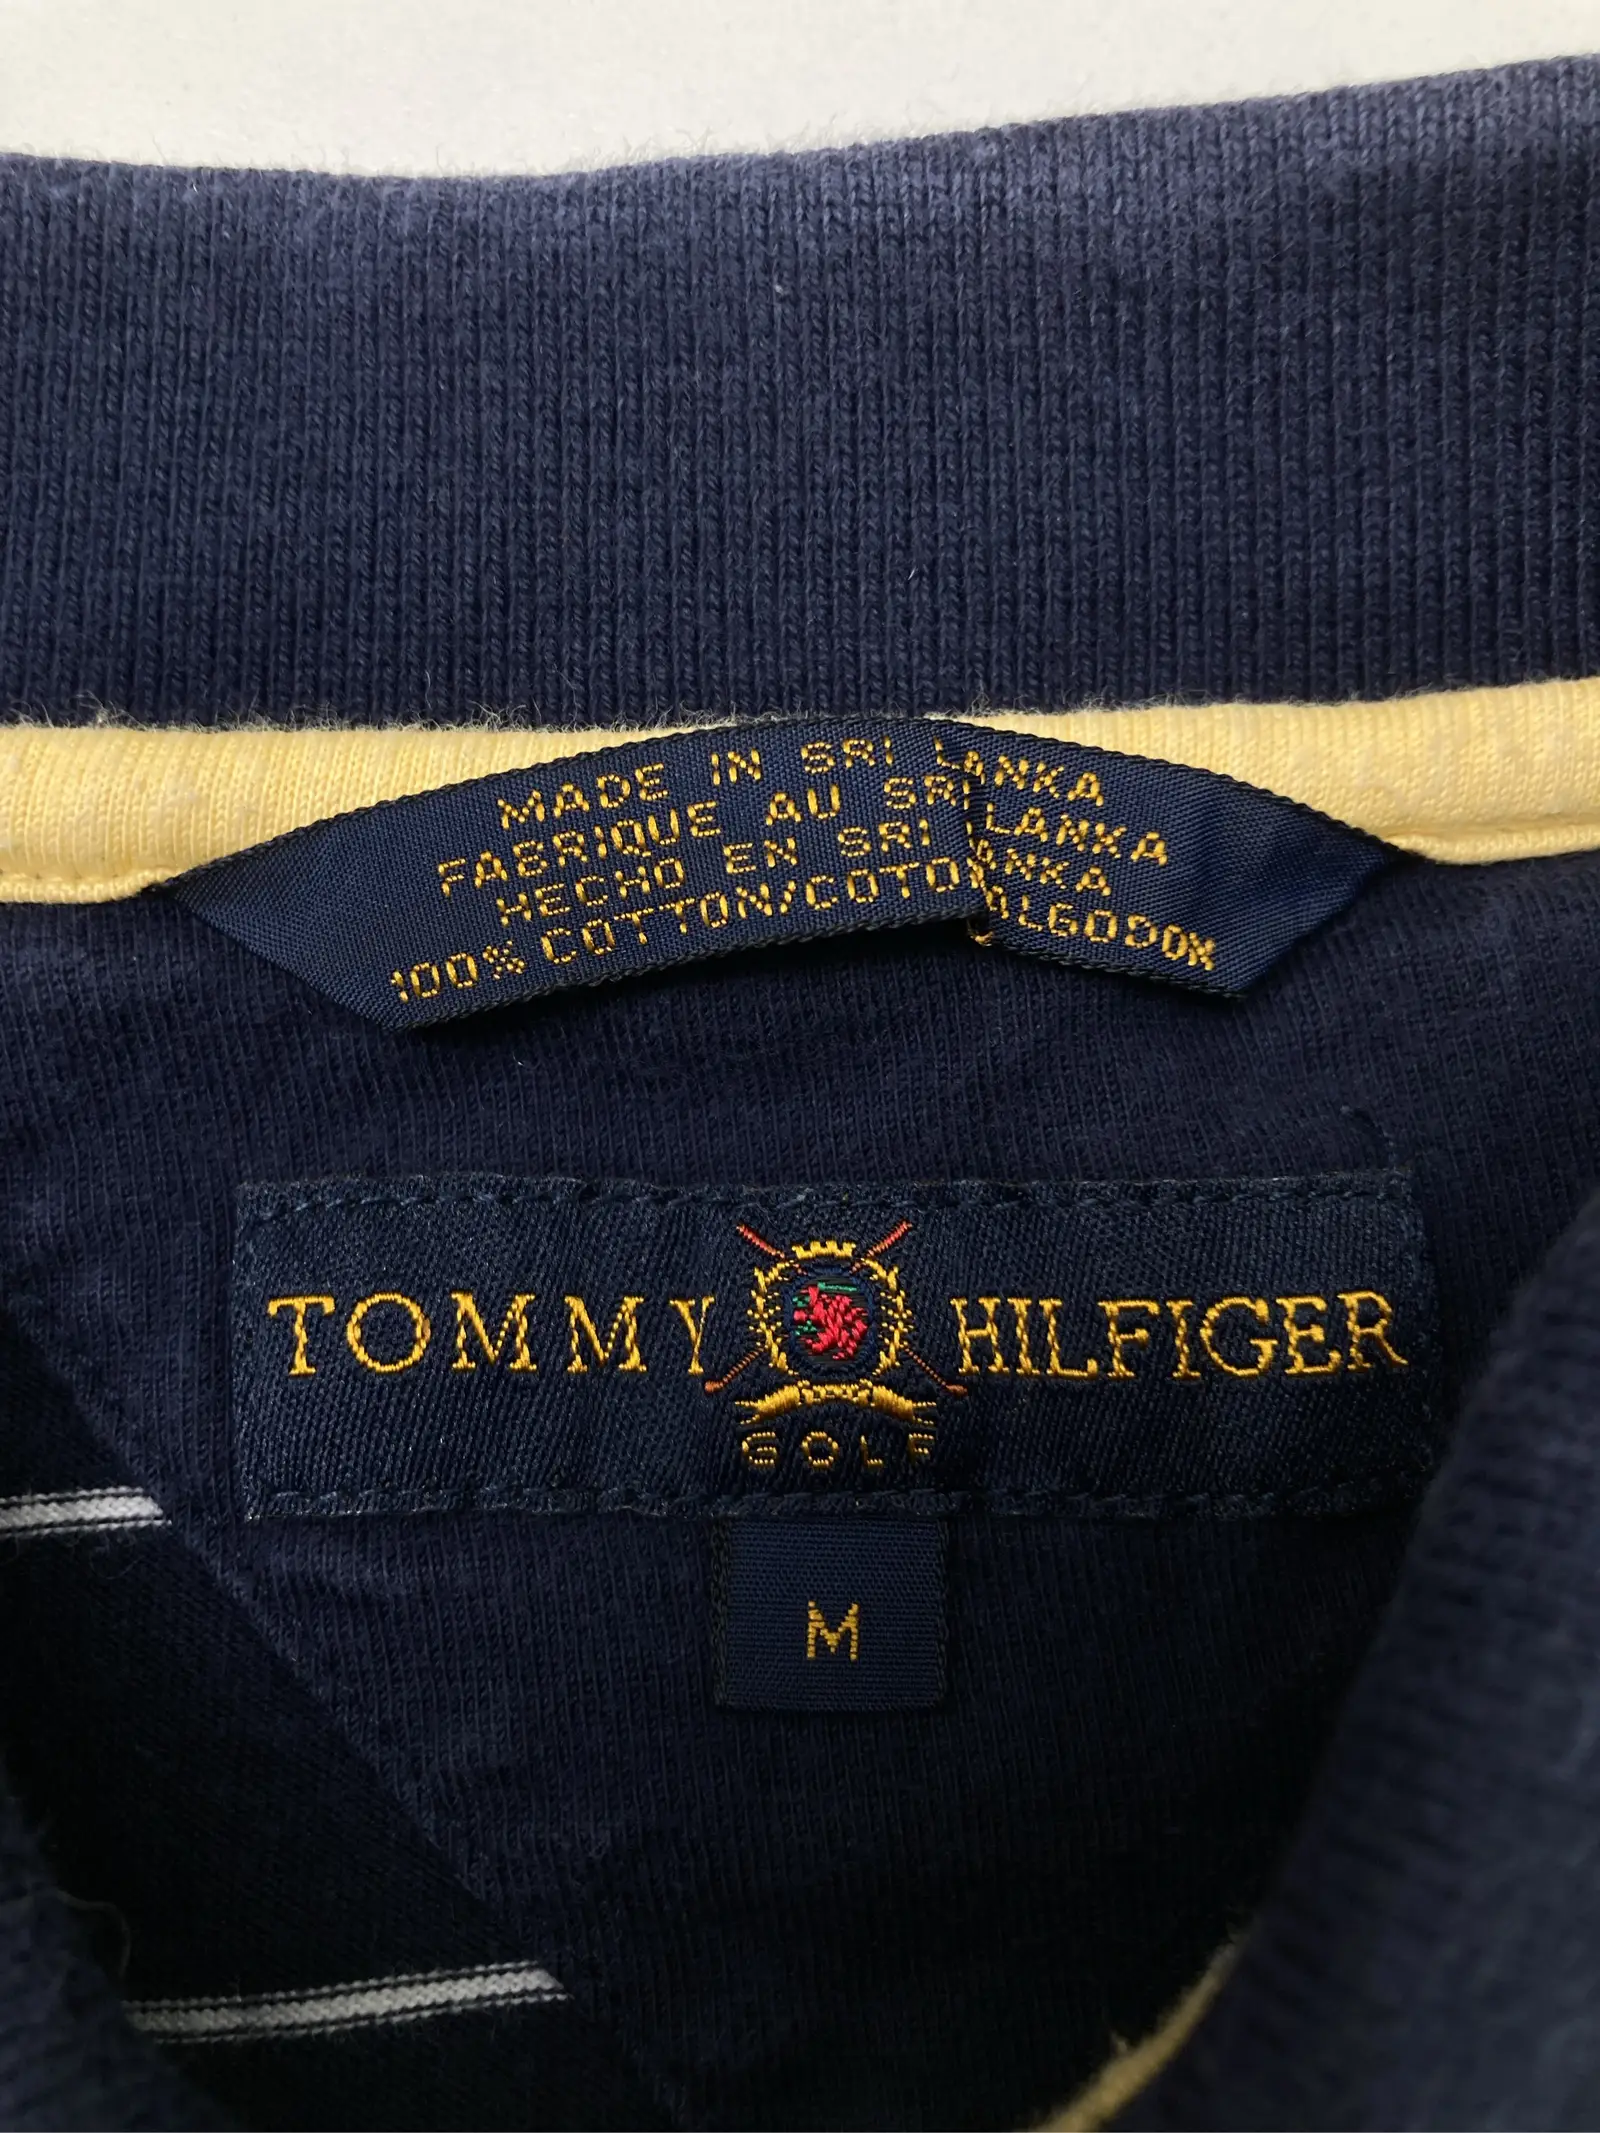 MADE IN SRI LANKA
FABRIQUE AU SRI LANKA
HECHO EN SRI LANKA
100% COTTON/COTON/ALGODON
TOMMY HILFIGER
GOLF
M